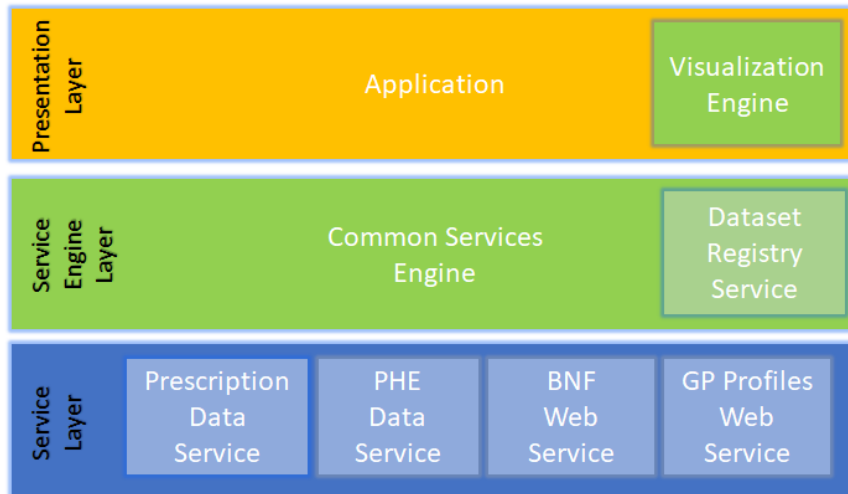 Presentation
Layer
Application
Visualization
Engine
Service
Engine
Layer
Common Services
Engine
Dataset
Registry
Service
Service
Layer
Prescription
Data
Service
PHE
Data
Service
BNF
Web
Service
GP Profiles
Web
Service